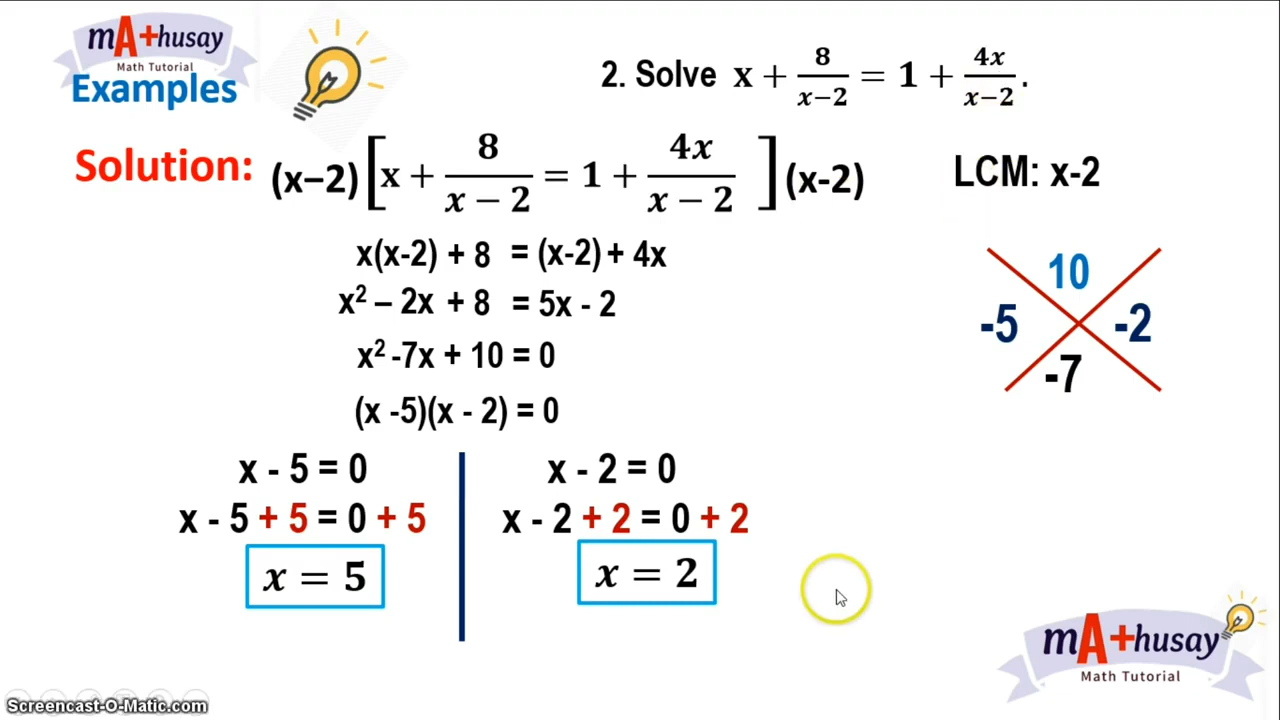 mA+husay
Math Tutorial
Examples
2. Solve x + 8/(x−2) = 1 + 4x/(x−2).
Solution: (x−2)[x + 8/(x − 2) = 1 + 4x/(x − 2)](x-2)
LCM: x-2
x(x-2) + 8 = (x-2) + 4x
x² − 2x + 8 = 5x - 2
x² -7x + 10 = 0
(x -5)(x - 2) = 0
10
-5 -2
-7
x - 5 = 0
x - 5 + 5 = 0 + 5
x = 5
x - 2 = 0
x - 2 + 2 = 0 + 2
x = 2
mA+husay
Math Tutorial
Screencast-O-Matic.com